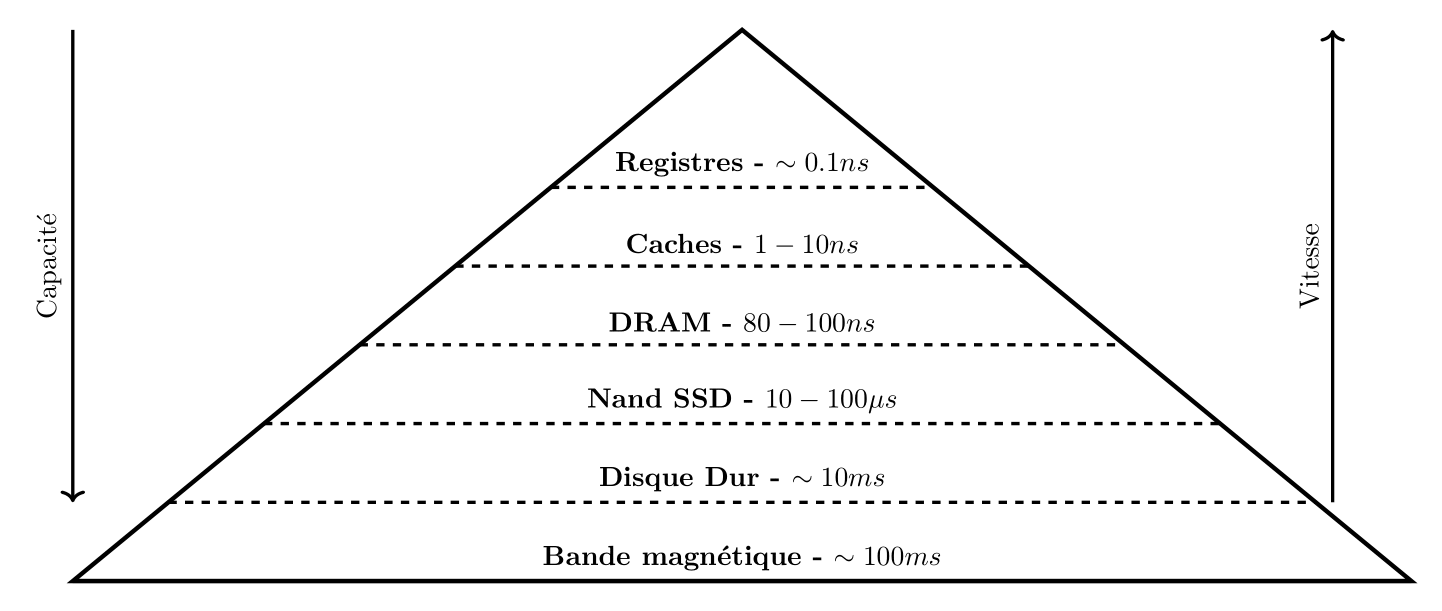 Registres - ∼ 0.1ns
Caches - 1 − 10ns
DRAM - 80 − 100ns
Nand SSD - 10 − 100μs
Disque Dur - ∼ 10ms
Bande magnétique - ∼ 100ms
Capacité
Vitesse